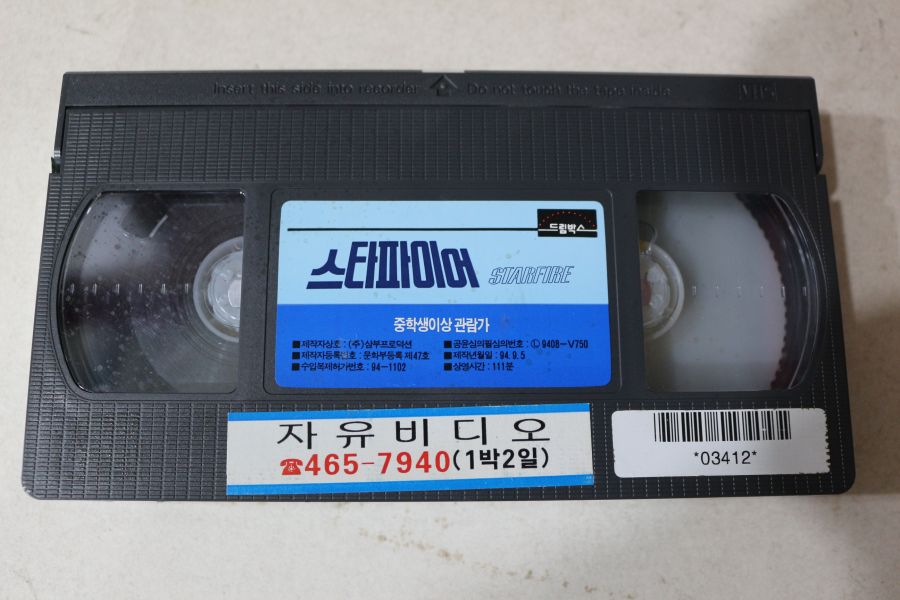 Insert this side into recorder Do not touch the tape inside VHS
드림박스
스타파이어 STARFIRE
중학생이상 관람가
■제작자상호 : (주)삼부프로덕션 ■공윤심의필심의번호 : Ⓒ 9408-V750
■제작자등록번호 : 문화부등록 제47호 ■제작년월일 : 94. 9. 5
■수입복제허가번호 : 94-1102 ■상영시간 : 111분
자유비디오
☎465-7940(1박2일)
*03412*